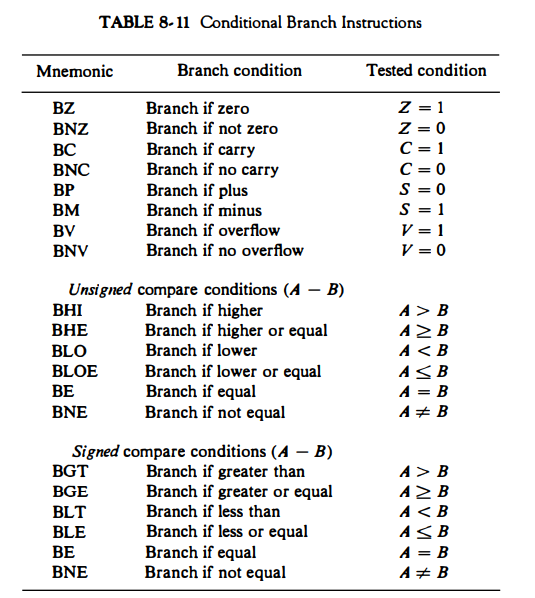 TABLE 8-11 Conditional Branch Instructions
Mnemonic Branch condition Tested condition
BZ Branch if zero Z = 1
BNZ Branch if not zero Z = 0
BC Branch if carry C = 1
BNC Branch if no carry C = 0
BP Branch if plus S = 0
BM Branch if minus S = 1
BV Branch if overflow V = 1
BNV Branch if no overflow V = 0
Unsigned compare conditions (A − B)
BHI Branch if higher A > B
BHE Branch if higher or equal A ≥ B
BLO Branch if lower A < B
BLOE Branch if lower or equal A ≤ B
BE Branch if equal A = B
BNE Branch if not equal A ≠ B
Signed compare conditions (A − B)
BGT Branch if greater than A > B
BGE Branch if greater or equal A ≥ B
BLT Branch if less than A < B
BLE Branch if less or equal A ≤ B
BE Branch if equal A = B
BNE Branch if not equal A ≠ B